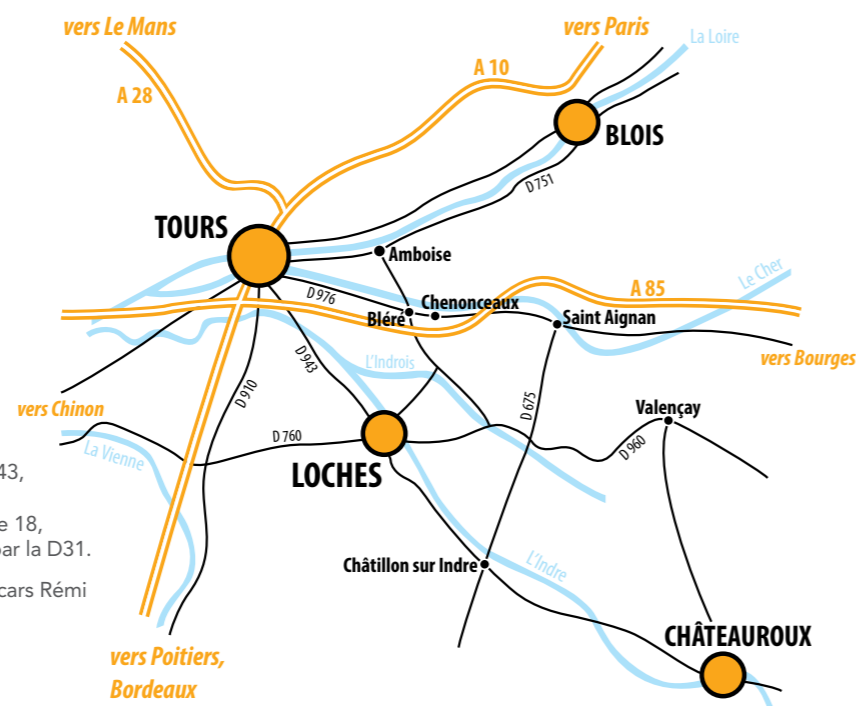 vers Le Mans
vers Paris
La Loire
A 28
A 10
BLOIS
D 751
TOURS
Amboise
D 976
Chenonceaux
A 85
Le Cher
Bléré
Saint Aignan
vers Bourges
D 943
L'Indrois
D 910
D 675
vers Chinon
Valençay
D 760
D 960
La Vienne
LOCHES
43,
e 18,
par la D31.
cars Rémi
Châtillon sur Indre
L'Indre
CHÂTEAUROUX
vers Poitiers,
Bordeaux